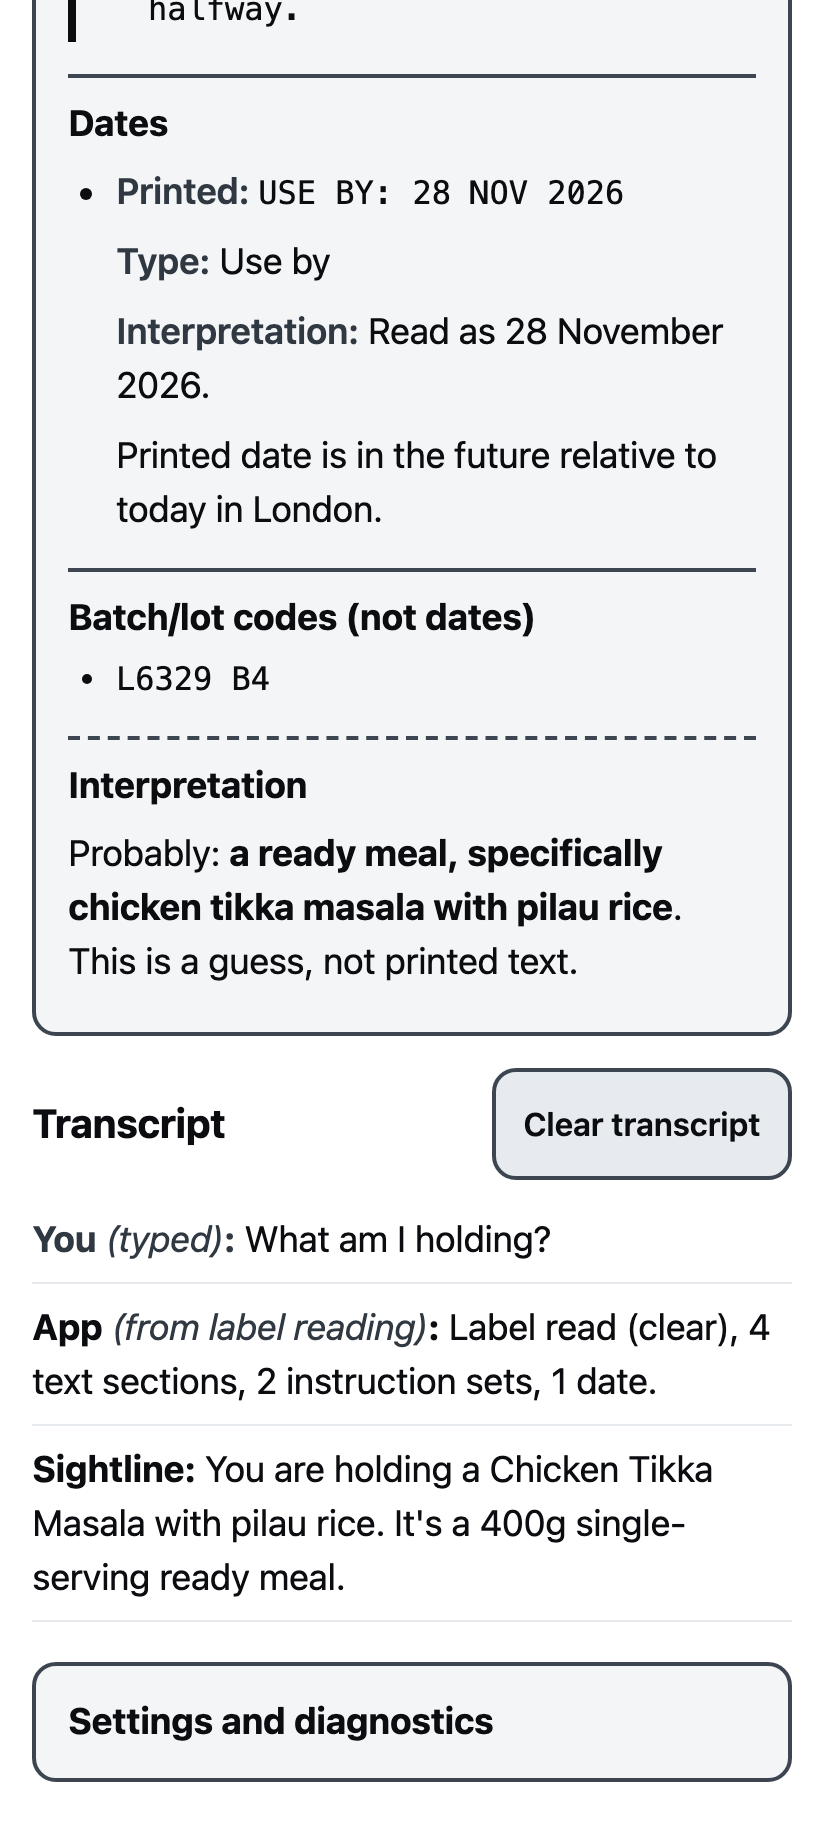 halfway.
Dates
• Printed: USE BY: 28 NOV 2026
Type: Use by
Interpretation: Read as 28 November
2026.
Printed date is in the future relative to
today in London.
Batch/lot codes (not dates)
• L6329 B4
Interpretation
Probably: a ready meal, specifically
chicken tikka masala with pilau rice.
This is a guess, not printed text.
Transcript
Clear transcript
You (typed): What am I holding?
App (from label reading): Label read (clear), 4
text sections, 2 instruction sets, 1 date.
Sightline: You are holding a Chicken Tikka
Masala with pilau rice. It's a 400g single-
serving ready meal.
Settings and diagnostics